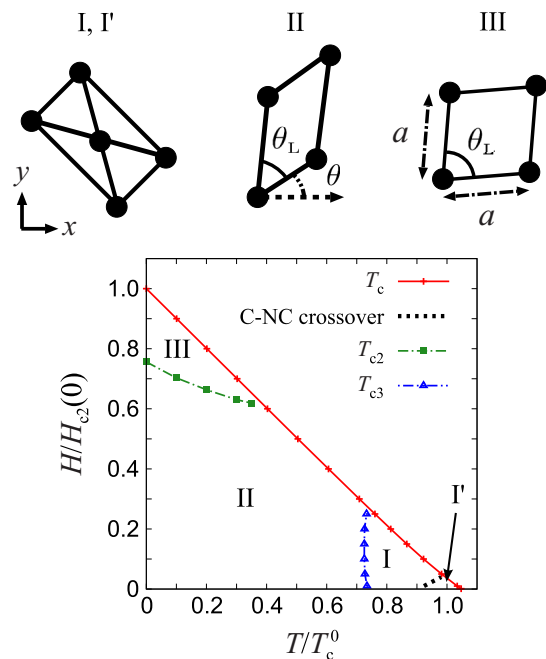 I, I' II III
θL θ a θL a
y x
Tc
C-NC crossover
Tc2
Tc3
1.0
0.8
0.6
0.4
0.2
0
III
II
I
I'
H/Hc2(0)
0 0.2 0.4 0.6 0.8 1.0
T/Tc0